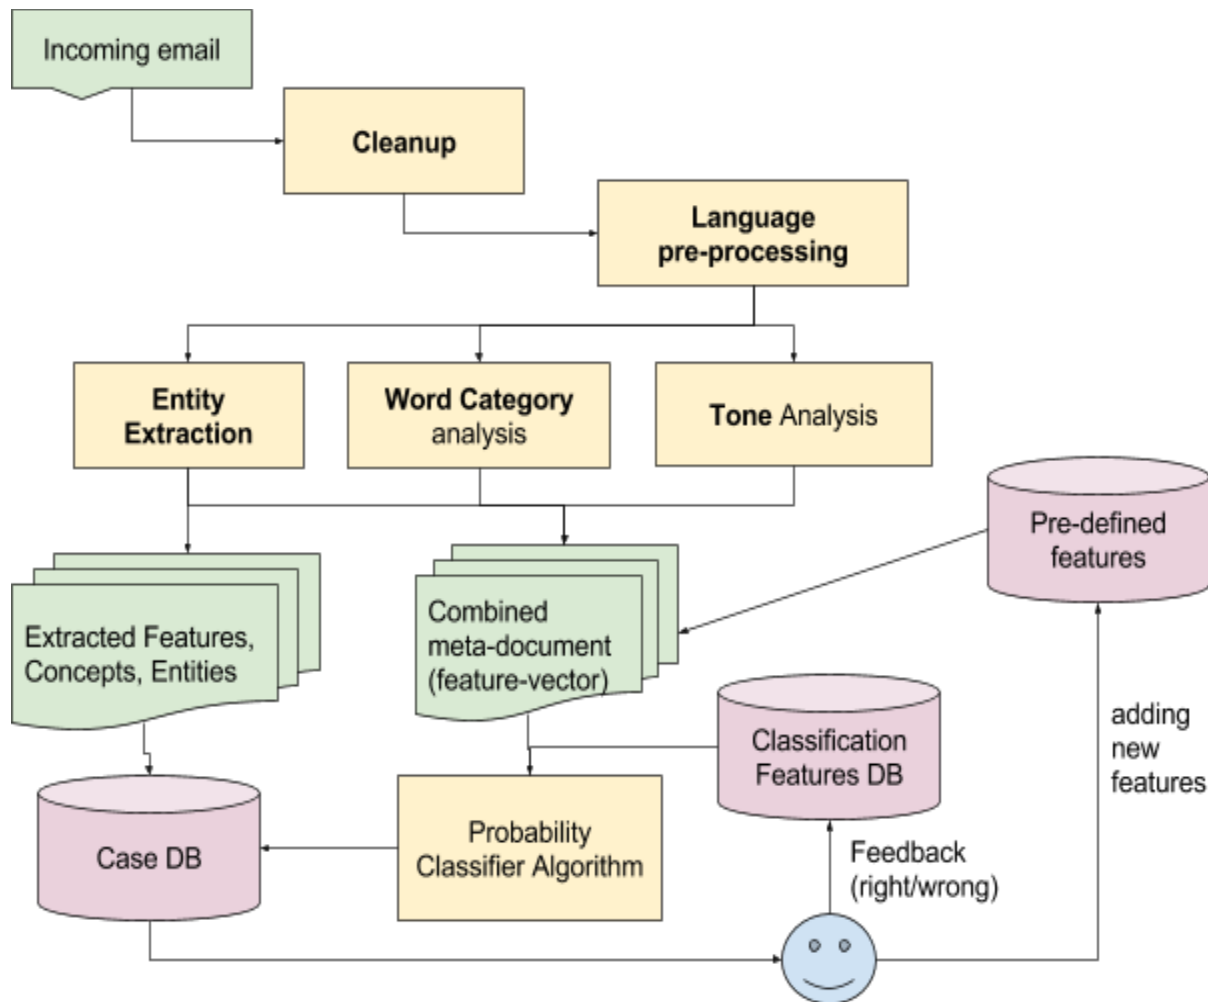 Incoming email
Cleanup
Language
pre-processing
Entity
Extraction
Word Category
analysis
Tone Analysis
Pre-defined
features
Extracted Features,
Concepts, Entities
Combined
meta-document
(feature-vector)
Classification
Features DB
adding
new
features
Case DB
Probability
Classifier Algorithm
Feedback
(right/wrong)